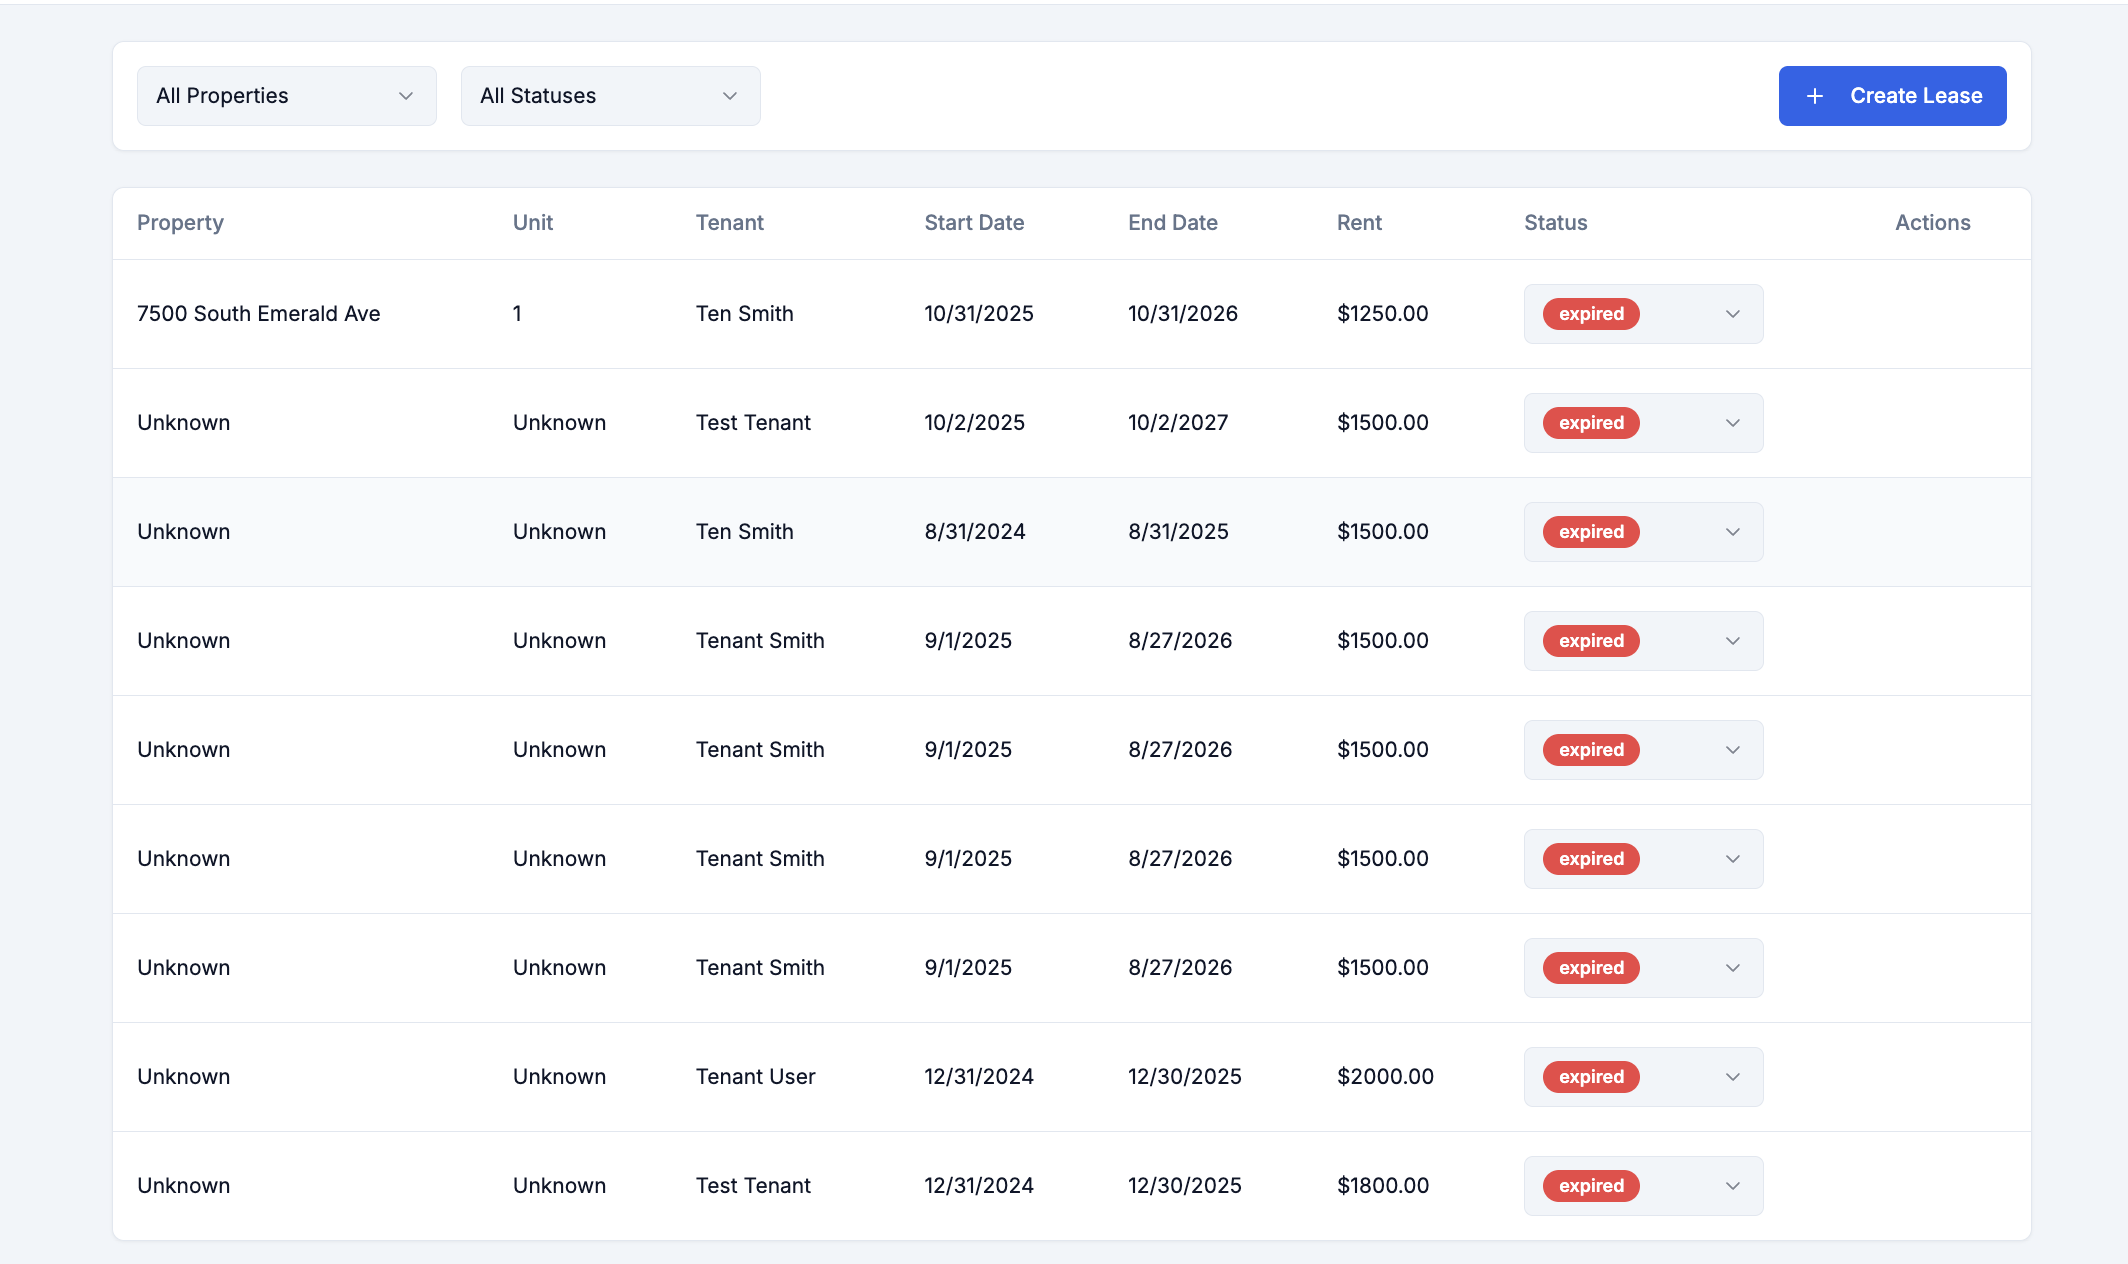 All Properties All Statuses + Create Lease
Property Unit Tenant Start Date End Date Rent Status Actions
7500 South Emerald Ave 1 Ten Smith 10/31/2025 10/31/2026 $1250.00 expired
Unknown Unknown Test Tenant 10/2/2025 10/2/2027 $1500.00 expired
Unknown Unknown Ten Smith 8/31/2024 8/31/2025 $1500.00 expired
Unknown Unknown Tenant Smith 9/1/2025 8/27/2026 $1500.00 expired
Unknown Unknown Tenant Smith 9/1/2025 8/27/2026 $1500.00 expired
Unknown Unknown Tenant Smith 9/1/2025 8/27/2026 $1500.00 expired
Unknown Unknown Tenant Smith 9/1/2025 8/27/2026 $1500.00 expired
Unknown Unknown Tenant User 12/31/2024 12/30/2025 $2000.00 expired
Unknown Unknown Test Tenant 12/31/2024 12/30/2025 $1800.00 expired